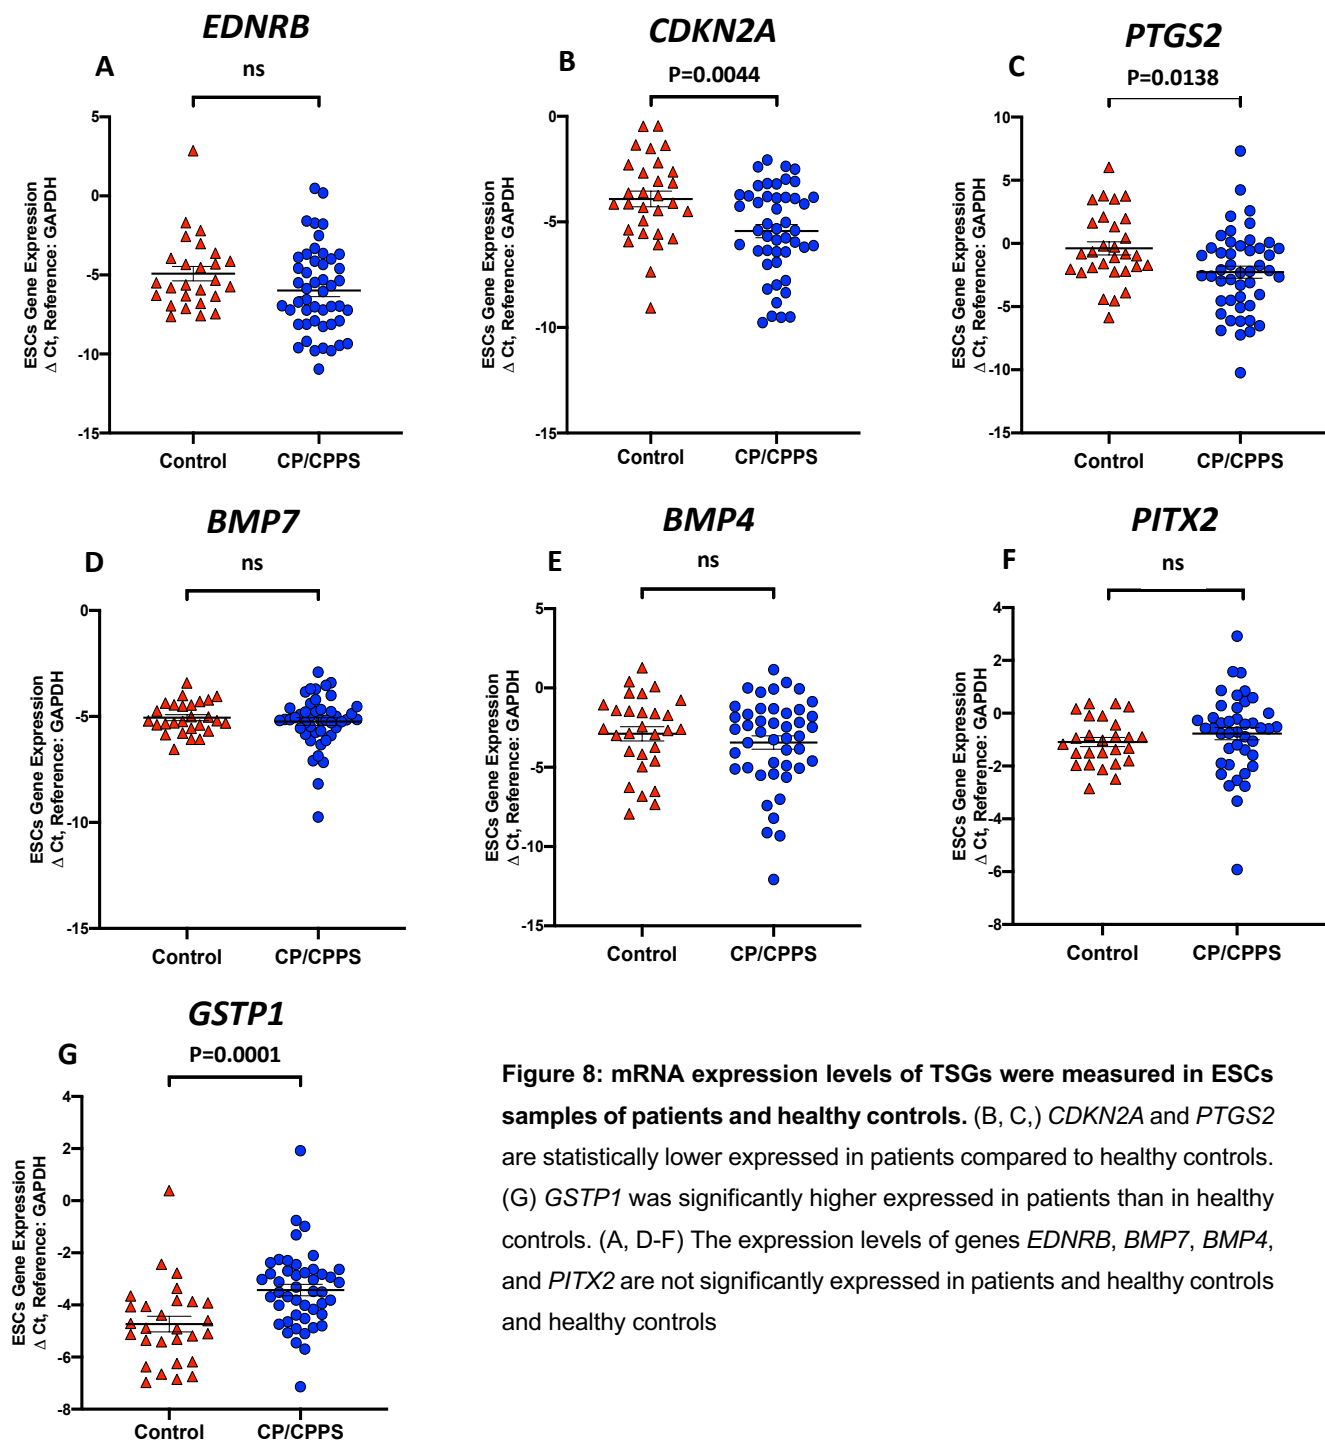 EDNRB
A
ns
ESCs Gene Expression
Δ Ct, Reference: GAPDH
5
0
-5
-10
-15
Control
CP/CPPS
CDKN2A
B
P=0.0044
ESCs Gene Expression
Δ Ct, Reference: GAPDH
0
-5
-10
-15
Control
CP/CPPS
PTGS2
C
P=0.0138
ESCs Gene Expression
Δ Ct, Reference: GAPDH
10
5
0
-5
-10
-15
Control
CP/CPPS
BMP7
D
ns
ESCs Gene Expression
Δ Ct, Reference: GAPDH
0
-5
-10
-15
Control
CP/CPPS
BMP4
E
ns
ESCs Gene Expression
Δ Ct, Reference: GAPDH
5
0
-5
-10
-15
Control
CP/CPPS
PITX2
F
ns
ESCs Gene Expression
Δ Ct, Reference: GAPDH
4
2
0
-2
-4
-6
-8
Control
CP/CPPS
GSTP1
G
P=0.0001
ESCs Gene Expression
Δ Ct, Reference: GAPDH
4
2
0
-2
-4
-6
-8
Control
CP/CPPS
Figure 8: mRNA expression levels of TSGs were measured in ESCs
samples of patients and healthy controls. (B, C,) CDKN2A and PTGS2
are statistically lower expressed in patients compared to healthy controls.
(G) GSTP1 was significantly higher expressed in patients than in healthy
controls. (A, D-F) The expression levels of genes EDNRB, BMP7, BMP4,
and PITX2 are not significantly expressed in patients and healthy controls
and healthy controls